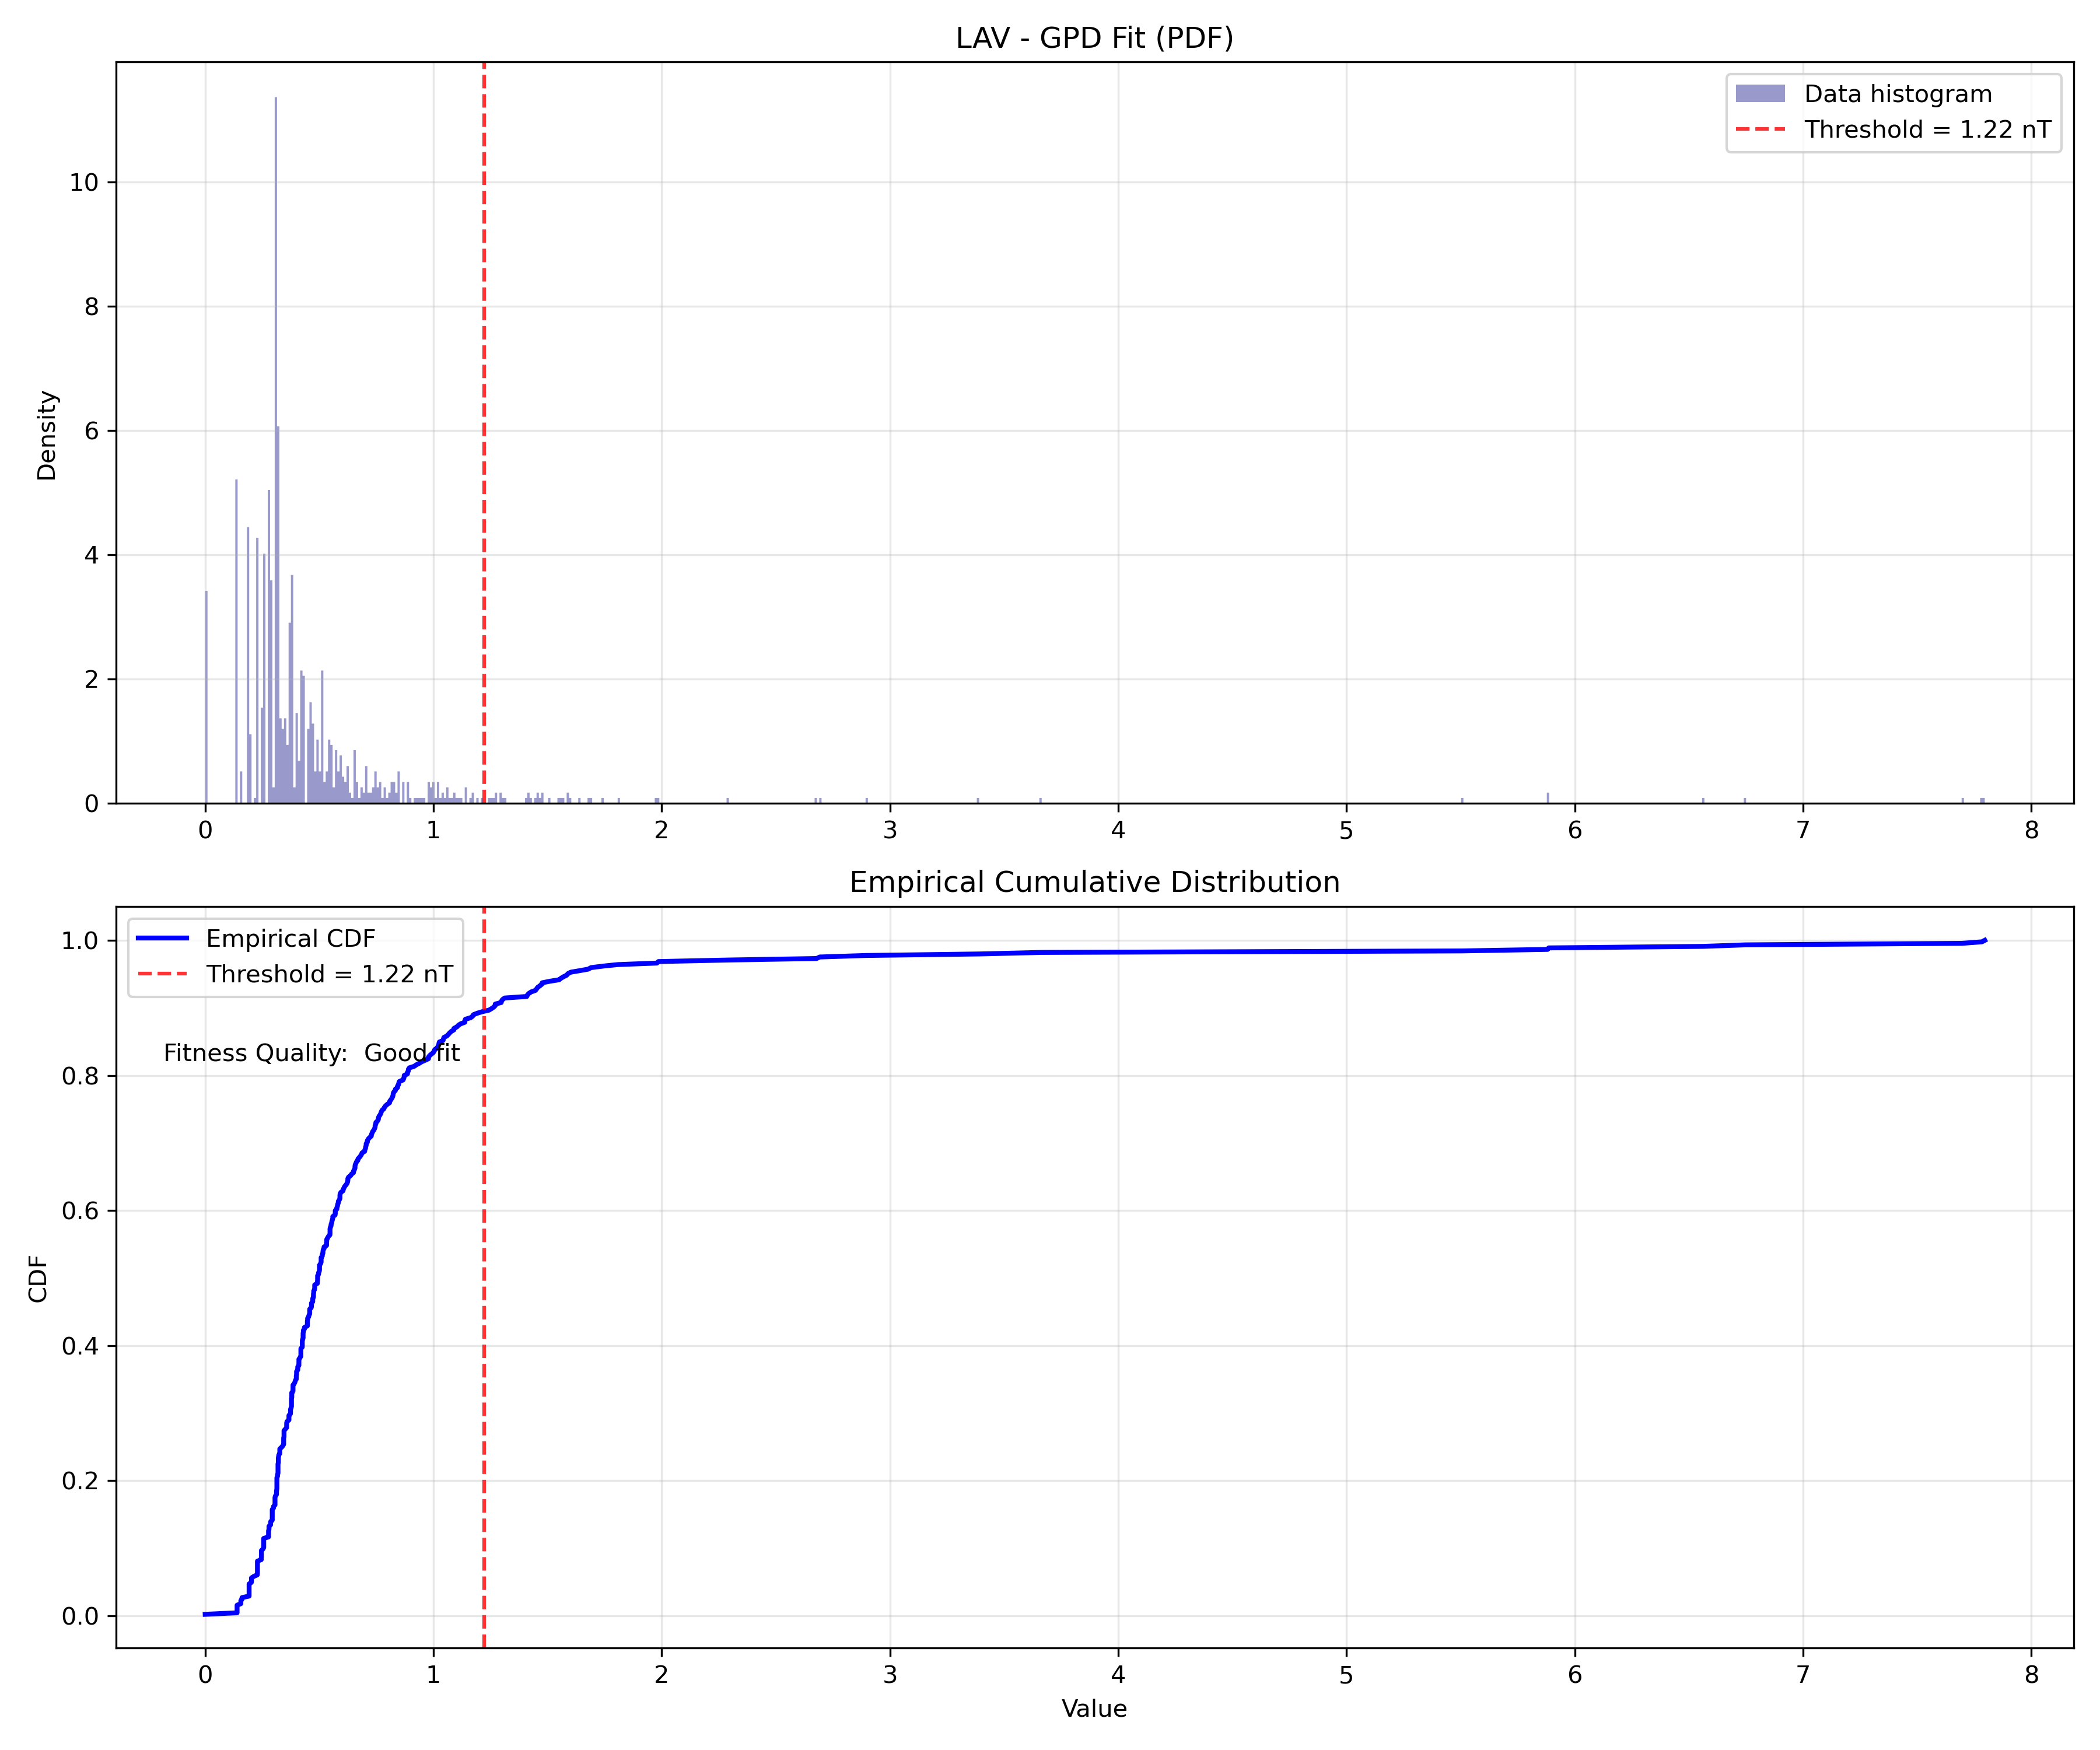 LAV - GPD Fit (PDF)
Density
10
8
6
4
2
0
Data histogram
Threshold = 1.22 nT
0 1 2 3 4 5 6 7 8
Empirical Cumulative Distribution
CDF
1.0
0.8
0.6
0.4
0.2
0.0
Empirical CDF
Threshold = 1.22 nT
Fitness Quality:  Good fit
0 1 2 3 4 5 6 7 8
Value